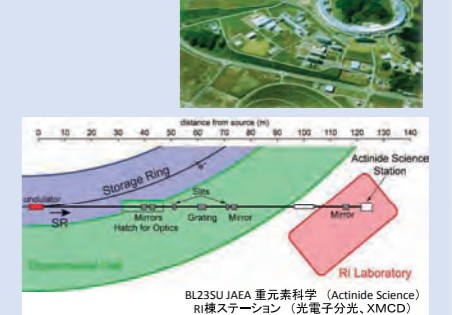 distance from source (m)
0 10 20 30 40 50 60 70 80 90 100 110 120 130 140
Actinide Science
Station
Storage Ring
undulator
SR
Slits
Mirrors
Hatch for Optics
Grating
Mirror
Mirror
Experimental Hall
RI Laboratory
BL23SU JAEA 重元素科学 (Actinide Science)
RI棟ステーション (光電子分光、XMCD)